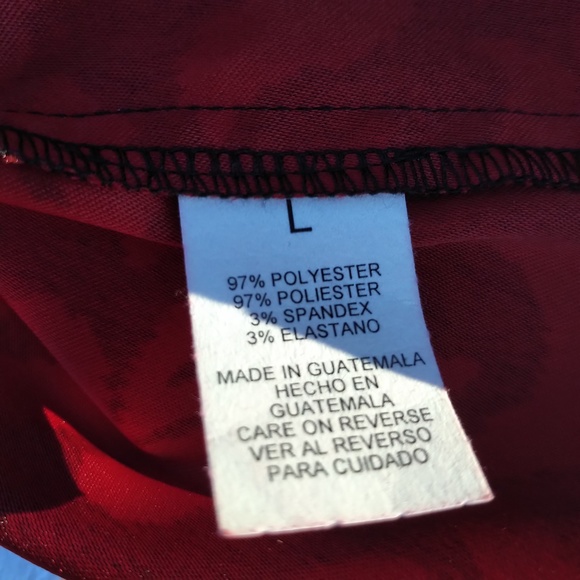 L
97% POLYESTER
97% POLIESTER
3% SPANDEX
3% ELASTANO
MADE IN GUATEMALA
HECHO EN
GUATEMALA
CARE ON REVERSE
VER AL REVERSO
PARA CUIDADO